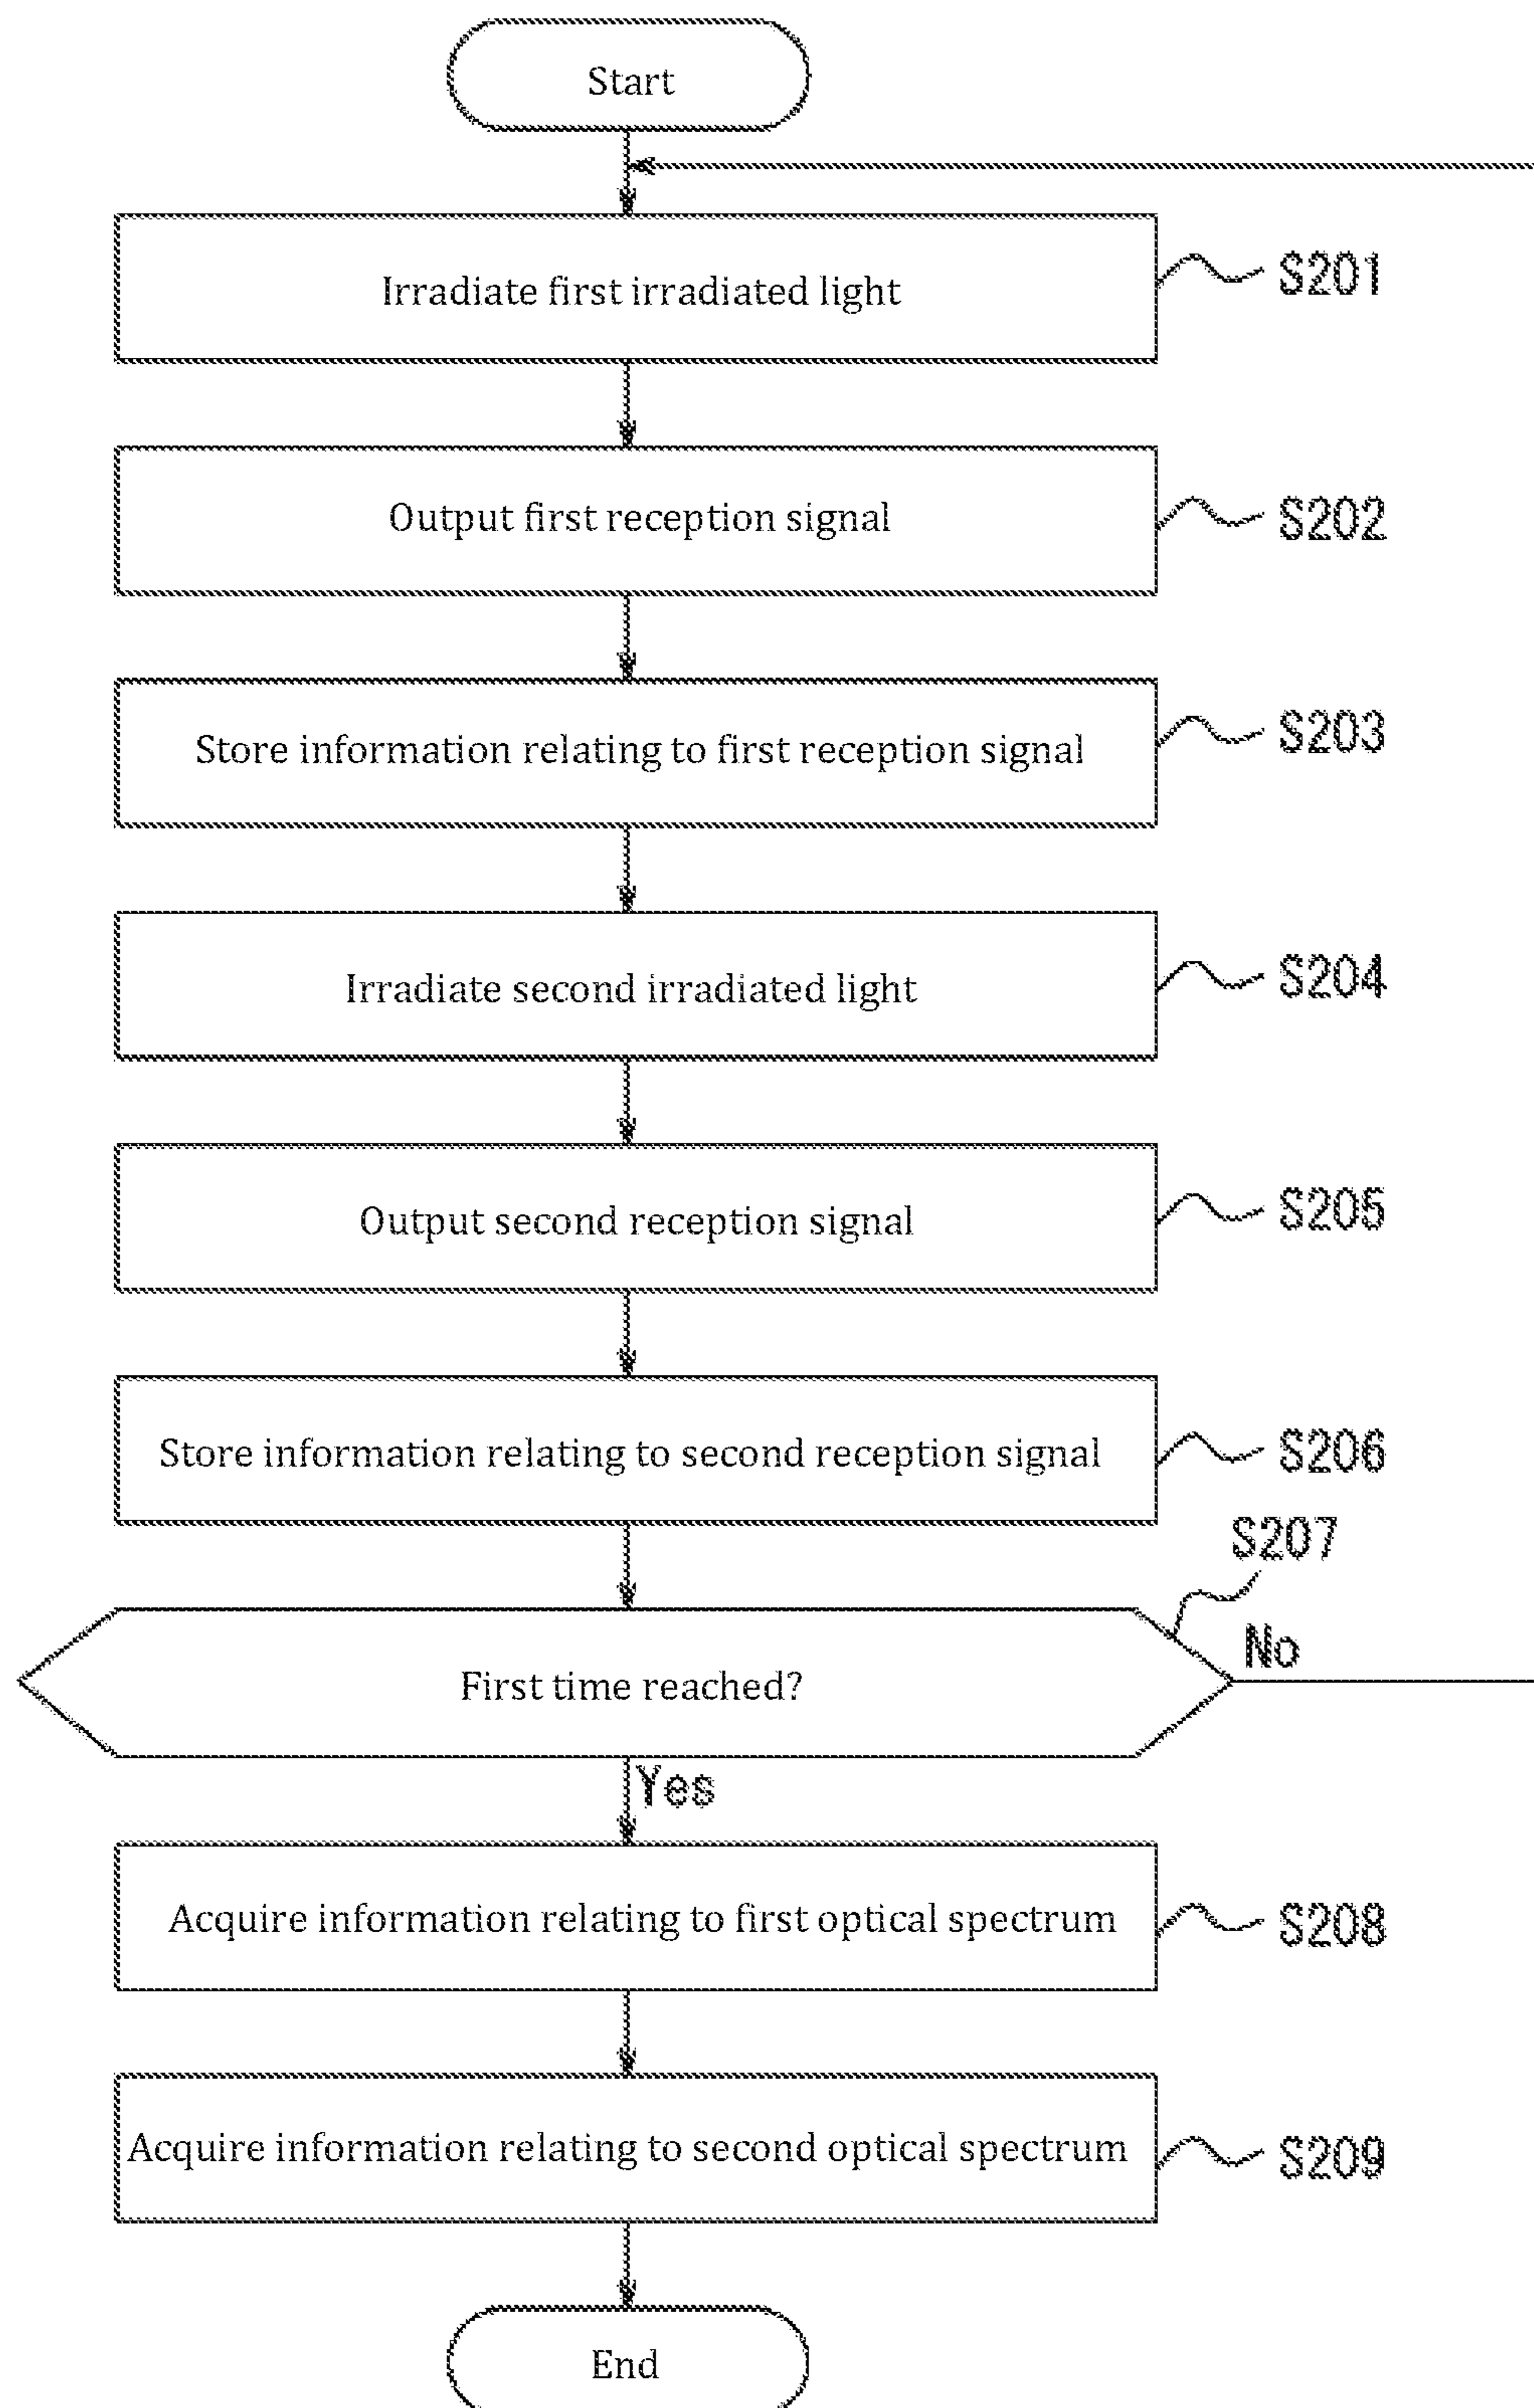 Start
Irradiate first irradiated light
S201
Output first reception signal
S202
Store information relating to first reception signal
S203
Irradiate second irradiated light
S204
Output second reception signal
S205
Store information relating to second reception signal
S206
S207
First time reached?
No
Yes
Acquire information relating to first optical spectrum
S208
Acquire information relating to second optical spectrum
S209
End